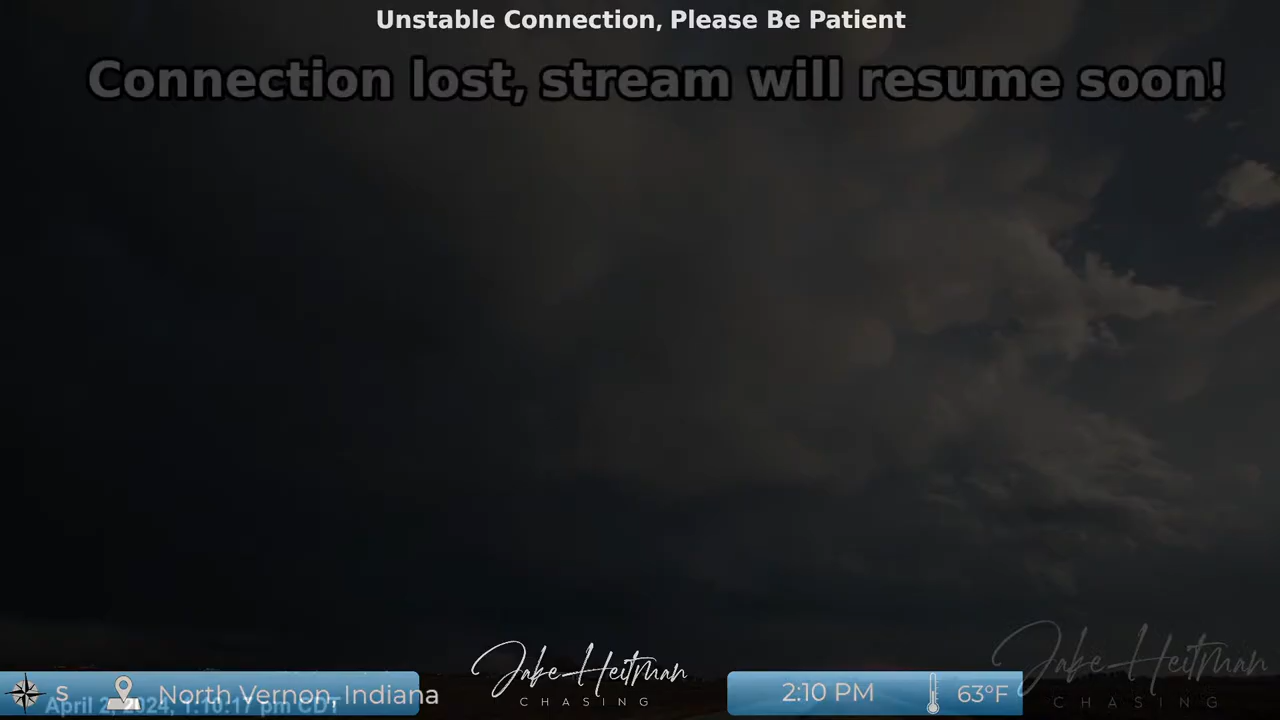 Unstable Connection, Please Be Patient
Connection lost, stream will resume soon!
Jake Heitman
CHASING
Jake Heitman
CHASING
S
North Vernon, Indiana
2:10 PM
63°F
April 2, 2024, 1:10:17 pm CDT